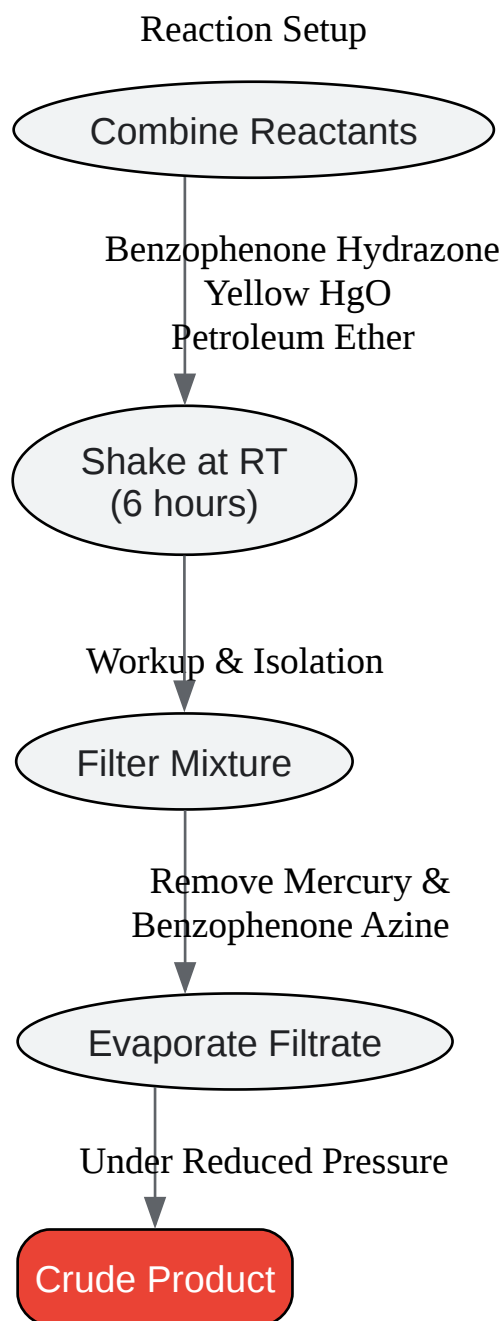 Reaction Setup
Combine Reactants
Benzophenone Hydrazone
Yellow HgO
Petroleum Ether
Shake at RT
(6 hours)
Workup & Isolation
Filter Mixture
Remove Mercury &
Benzophenone Azine
Evaporate Filtrate
Under Reduced Pressure
Crude Product